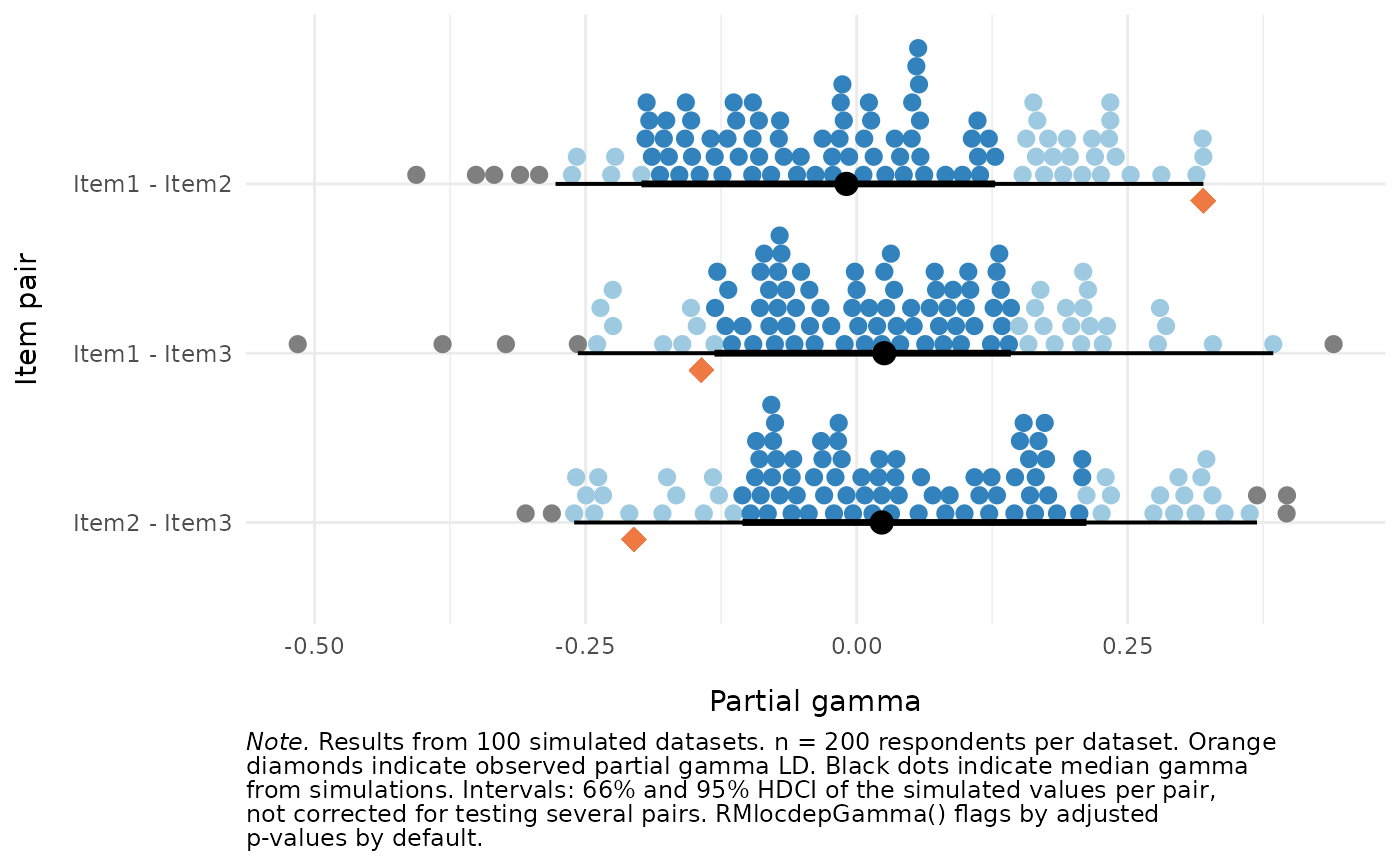 Item pair
Item1 - Item2
Item1 - Item3
Item2 - Item3
-0.50
-0.25
0.00
0.25
Partial gamma
Note. Results from 100 simulated datasets. n = 200 respondents per dataset. Orange
diamonds indicate observed partial gamma LD. Black dots indicate median gamma
from simulations. Intervals: 66% and 95% HDCI of the simulated values per pair,
not corrected for testing several pairs. RMlocdepGamma() flags by adjusted
p-values by default.